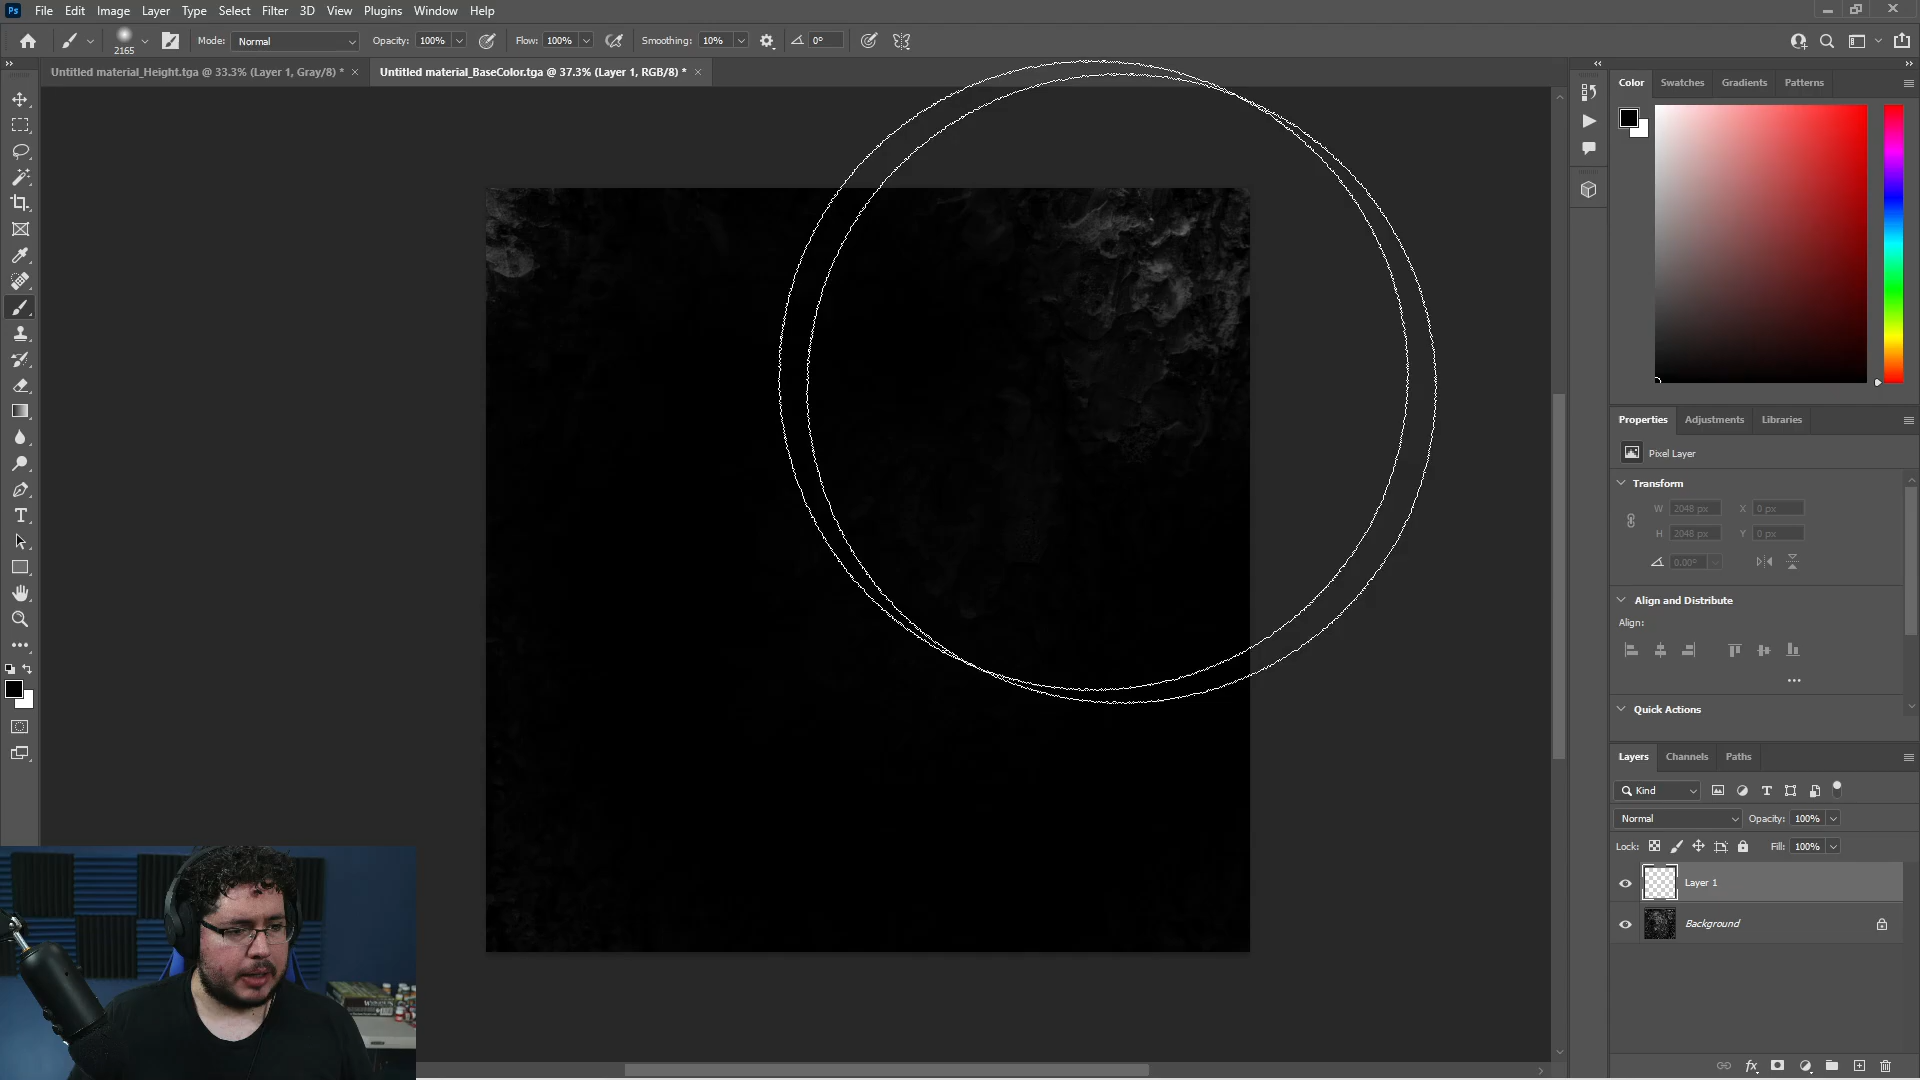 Ps File Edit Image Layer Type Select Filter 3D View Plugins Window Help
2165 Mode: Normal Opacity: 100% Flow: 100% Smoothing: 10% 0°
Untitled material_Height.tga @ 33.3% (Layer 1, Gray/8) * Untitled material_BaseColor.tga @ 37.3% (Layer 1, RGB/8) *
Color Swatches Gradients Patterns
Properties Adjustments Libraries
Pixel Layer
Transform
W 2048 px X 0 px
H 2048 px Y 0 px
0.00°
Align and Distribute
Align:
Quick Actions
Layers Channels Paths
Kind
Normal Opacity: 100%
Lock: Fill: 100%
Layer 1
Background